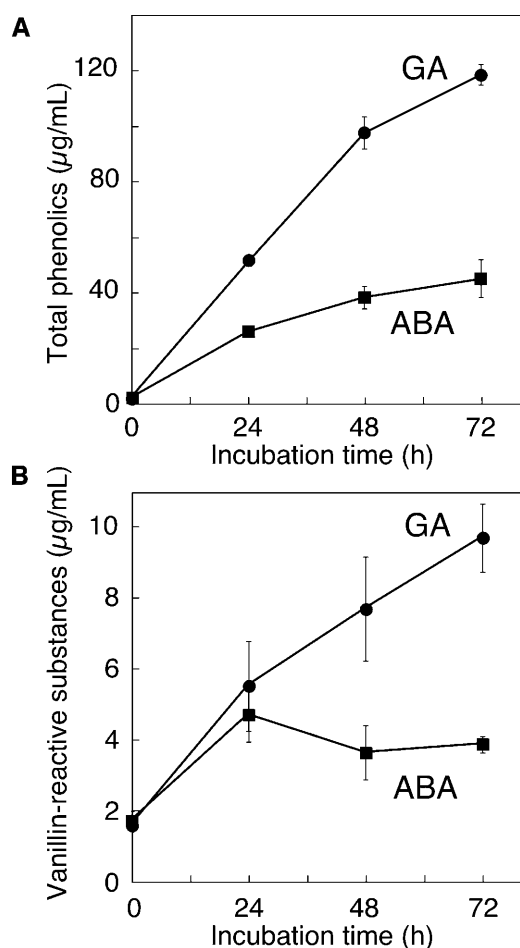 A
Total phenolics (µg/mL)
120
80
40
0
GA
ABA
0 24 48 72
Incubation time (h)
B
Vanillin-reactive substances (µg/mL)
10
8
6
4
2
0
GA
ABA
0 24 48 72
Incubation time (h)